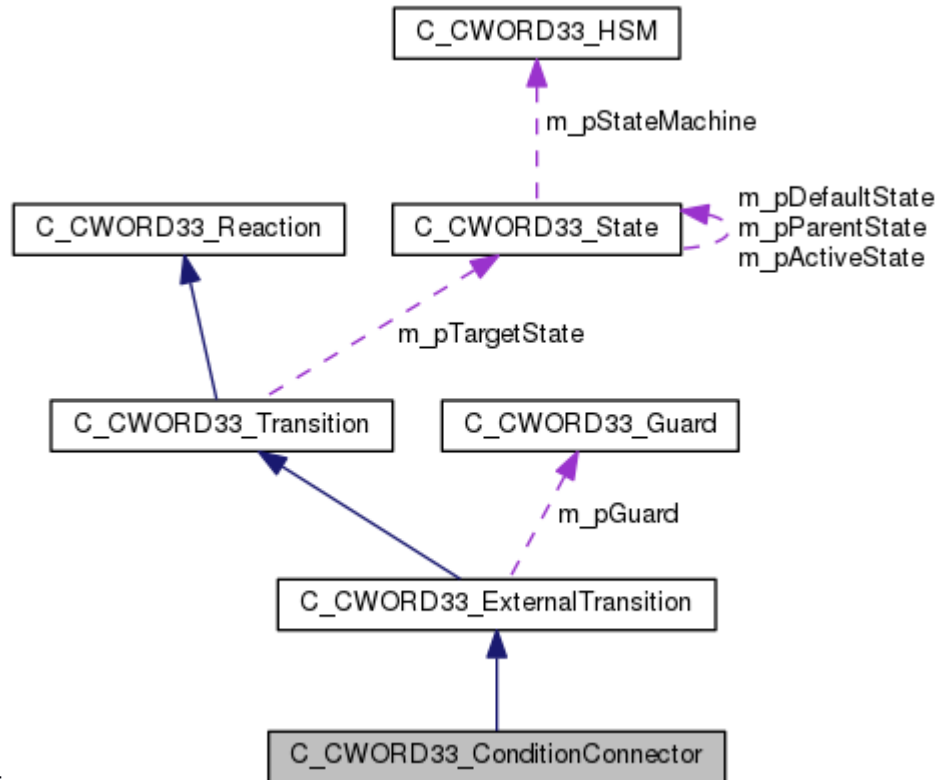 C_CWORD33_HSM
m_pStateMachine
C_CWORD33_Reaction
C_CWORD33_State
m_pDefaultState
m_pParentState
m_pActiveState
m_pTargetState
C_CWORD33_Transition
C_CWORD33_Guard
m_pGuard
C_CWORD33_ExternalTransition
C_CWORD33_ConditionConnector